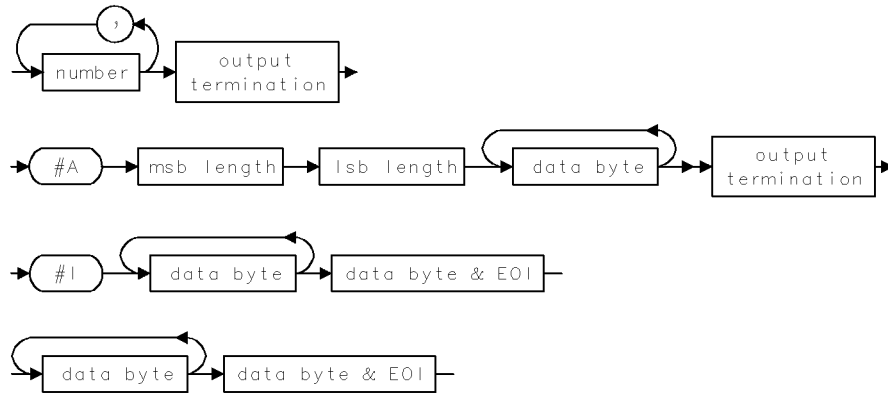 ,
number
output
termination
#A
msb length
lsb length
data byte
output
termination
#I
data byte
data byte & EOI
data byte
data byte & EOI